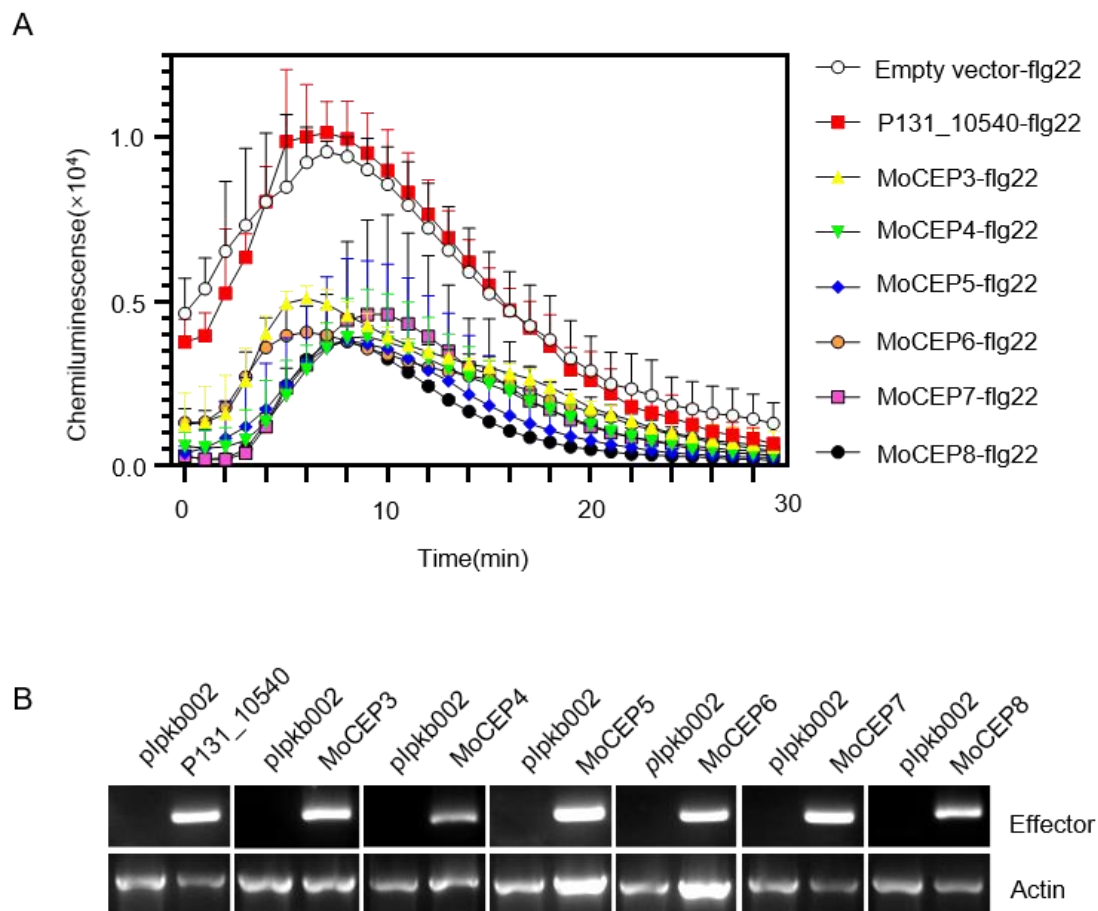 A
Chemiluminescense(×10⁴)
1.0
0.5
0.0
0
10
20
30
Time(min)
Empty vector-flg22
P131_10540-flg22
MoCEP3-flg22
MoCEP4-flg22
MoCEP5-flg22
MoCEP6-flg22
MoCEP7-flg22
MoCEP8-flg22
B
pIpkb002
P131_10540
pIpkb002
MoCEP3
pIpkb002
MoCEP4
pIpkb002
MoCEP5
pIpkb002
MoCEP6
pIpkb002
MoCEP7
pIpkb002
MoCEP8
Effector
Actin